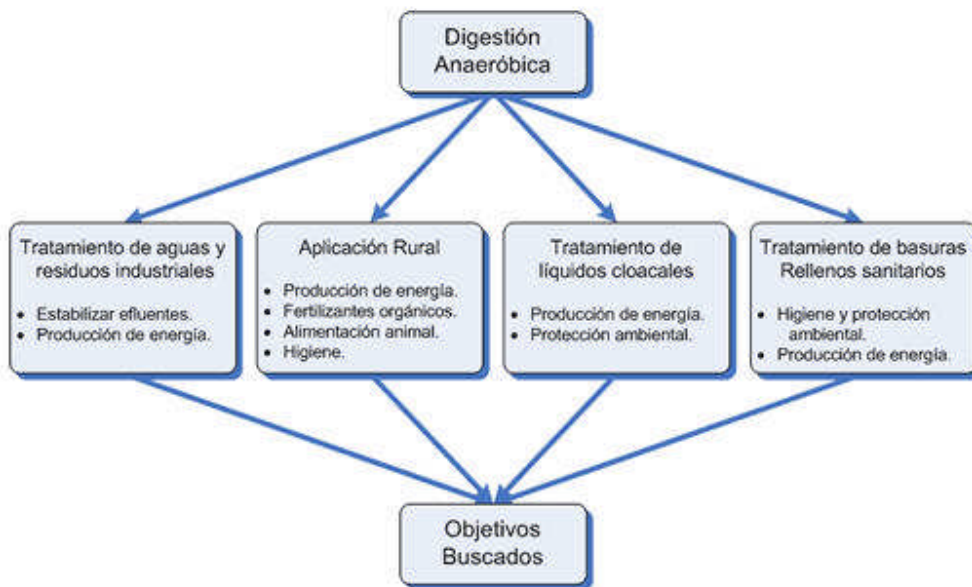 Digestión
Anaeróbica
Tratamiento de aguas y
residuos industriales
• Estabilizar efluentes.
• Producción de energía.
Aplicación Rural
• Producción de energía.
• Fertilizantes orgánicos.
• Alimentación animal.
• Higiene.
Tratamiento de
líquidos cloacales
• Producción de energía.
• Protección ambiental.
Tratamiento de basuras
Rellenos sanitarios
• Higiene y protección
ambiental.
• Producción de energía.
Objetivos
Buscados